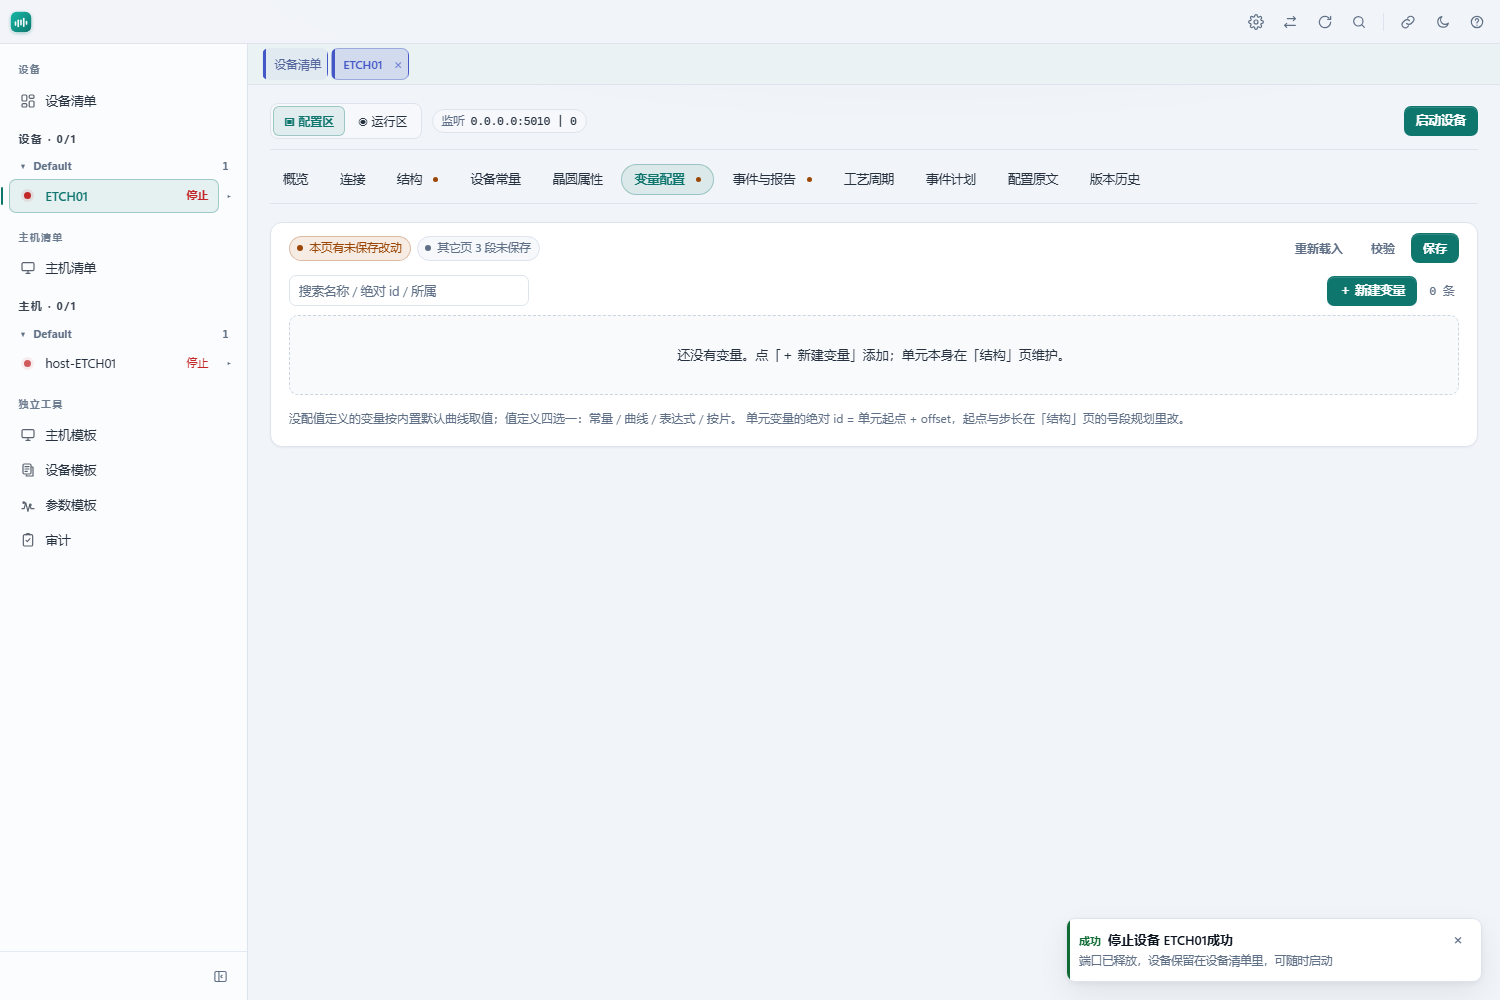 设备
设备清单
设备 · 0/1
Default 1
ETCH01 停止
主机清单
主机清单
主机 · 0/1
Default 1
host-ETCH01 停止
独立工具
主机模板
设备模板
参数模板
审计
设备清单 ETCH01 ×
配置区 运行区 监听 0.0.0.0:5010 | 0 启动设备
概览 连接 结构 设备常量 晶圆属性 变量配置 事件与报告 工艺周期 事件计划 配置原文 版本历史
本页有未保存改动 其它页 3 段未保存 重新载入 校验 保存
搜索名称 / 绝对 id / 所属 + 新建变量 0 条
还没有变量。点「 + 新建变量」添加；单元本身在「结构」页维护。
没配值定义的变量按内置默认曲线取值；值定义四选一：常量 / 曲线 / 表达式 / 按片。 单元变量的绝对 id = 单元起点 + offset，起点与步长在「结构」页的号段规划里改。
成功 停止设备 ETCH01成功 ×
端口已释放，设备保留在设备清单里，可随时启动